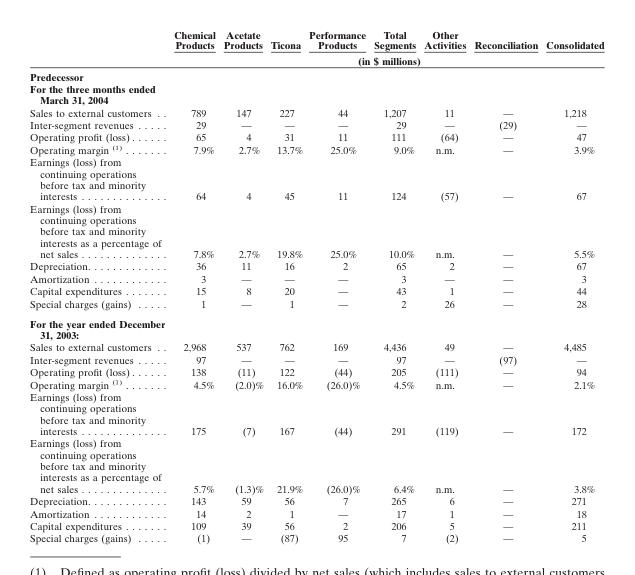 Chemical Acetate Performance Total Other
Products Products Ticona Products Segments Activities Reconciliation Consolidated
(in $ millions)
Predecessor
For the three months ended
March 31, 2004
Sales to external customers . . 789 147 227 44 1,207 11 — 1,218
Inter-segment revenues . . . . . 29 — — — 29 — (29) —
Operating profit (loss) . . . . . . 65 4 31 11 111 (64) — 47
Operating margin (1) . . . . . . . 7.9% 2.7% 13.7% 25.0% 9.0% n.m. 3.9%
Earnings (loss) from
continuing operations
before tax and minority
interests . . . . . . . . . . . . . . 64 4 45 11 124 (57) — 67
Earnings (loss) from
continuing operations
before tax and minority
interests as a percentage of
net sales . . . . . . . . . . . . . . 7.8% 2.7% 19.8% 25.0% 10.0% n.m. — 5.5%
Depreciation. . . . . . . . . . . . . 36 11 16 2 65 2 — 67
Amortization . . . . . . . . . . . . 3 — — — 3 — — 3
Capital expenditures . . . . . . . 15 8 20 — 43 1 — 44
Special charges (gains) . . . . . 1 — 1 — 2 26 — 28
For the year ended December
31, 2003:
Sales to external customers . . 2,968 537 762 169 4,436 49 — 4,485
Inter-segment revenues . . . . . 97 — — — 97 — (97) —
Operating profit (loss) . . . . . . 138 (11) 122 (44) 205 (111) — 94
Operating margin (1) . . . . . . . 4.5% (2.0)% 16.0% (26.0)% 4.5% n.m. — 2.1%
Earnings (loss) from
continuing operations
before tax and minority
interests . . . . . . . . . . . . . . 175 (7) 167 (44) 291 (119) — 172
Earnings (loss) from
continuing operations
before tax and minority
interests as a percentage of
net sales . . . . . . . . . . . . . . 5.7% (1.3)% 21.9% (26.0)% 6.4% n.m. — 3.8%
Depreciation. . . . . . . . . . . . . 143 59 56 7 265 6 — 271
Amortization . . . . . . . . . . . . 14 2 1 — 17 1 — 18
Capital expenditures . . . . . . . 109 39 56 2 206 5 — 211
Special charges (gains) . . . . . (1) — (87) 95 7 (2) — 5
(1) Defined as operating profit (loss) divided by net sales (which includes sales to external customers